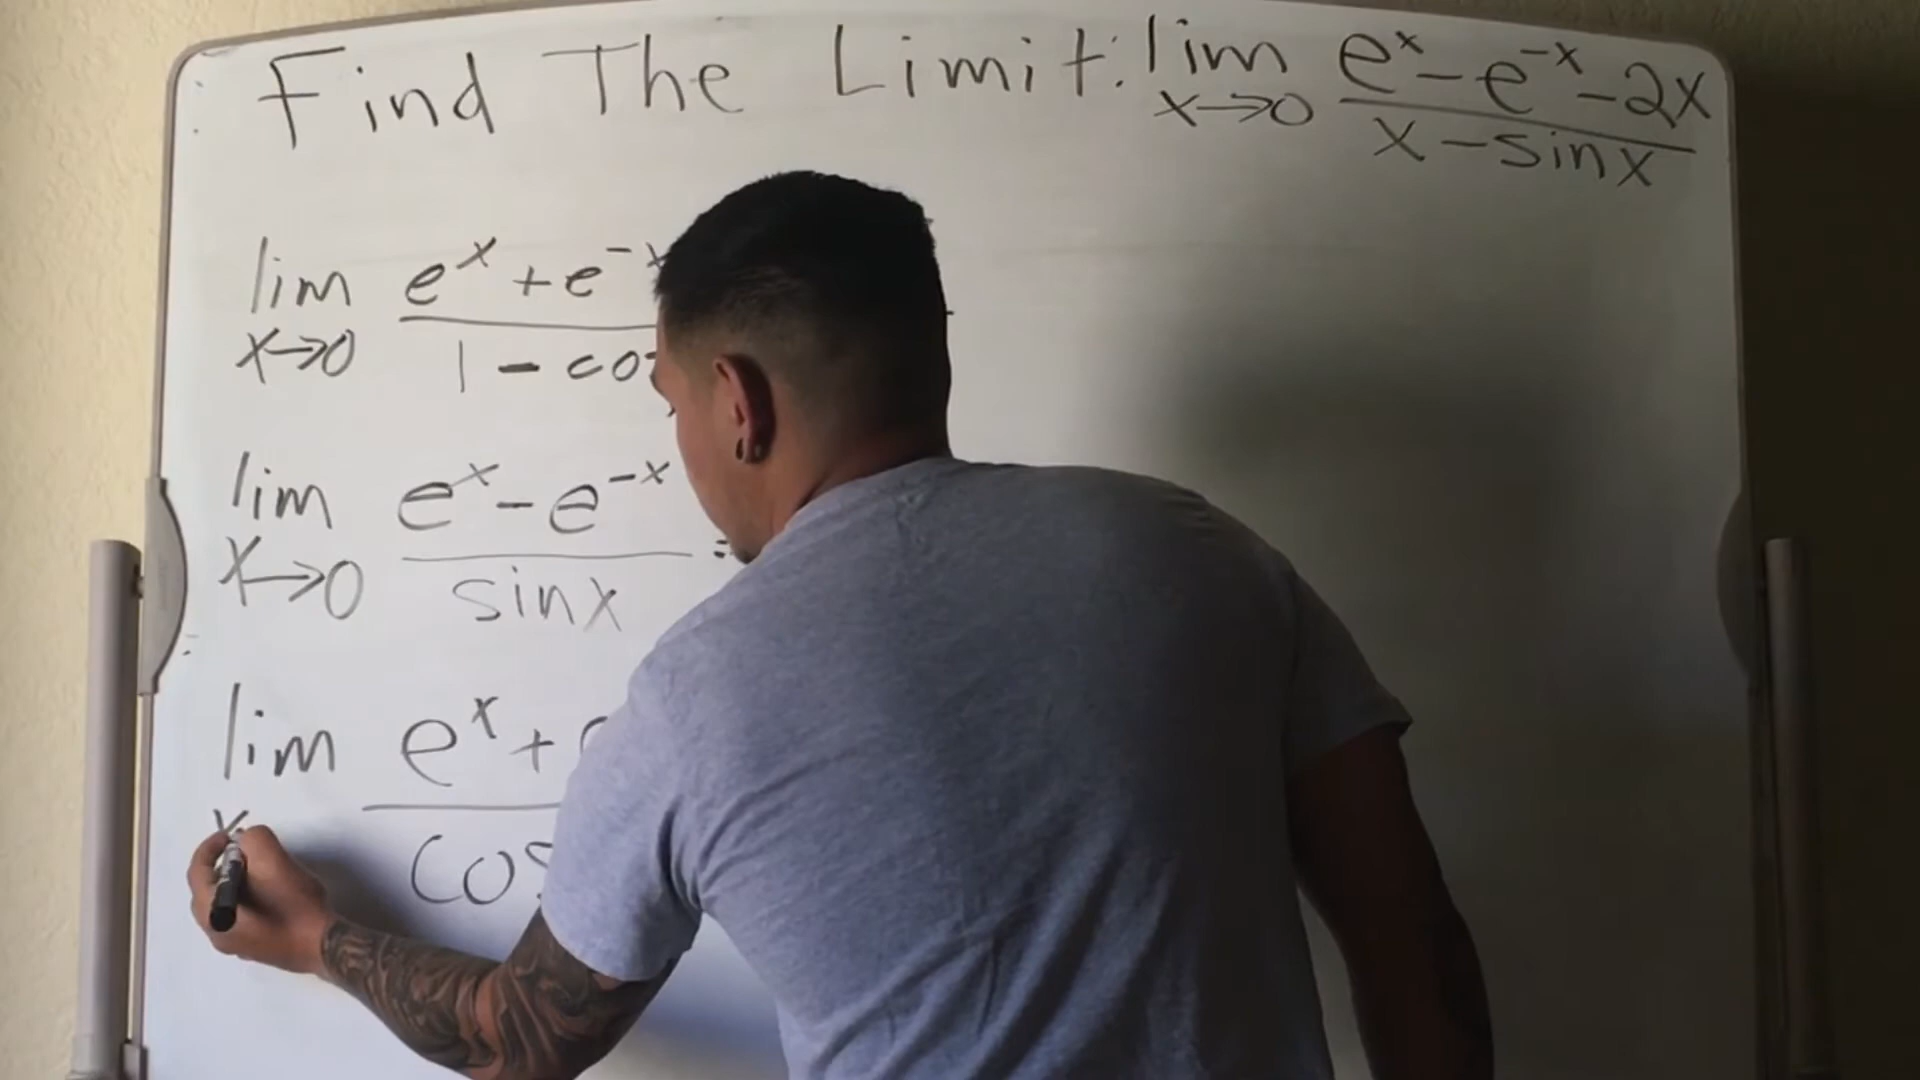 Find The Limit: lim x→0 e^x - e^-x - 2x / x - sinx
lim x→0 e^x + e^-x / 1 - co
lim x→0 e^x - e^-x / sinx =
lim x e^x + / cos